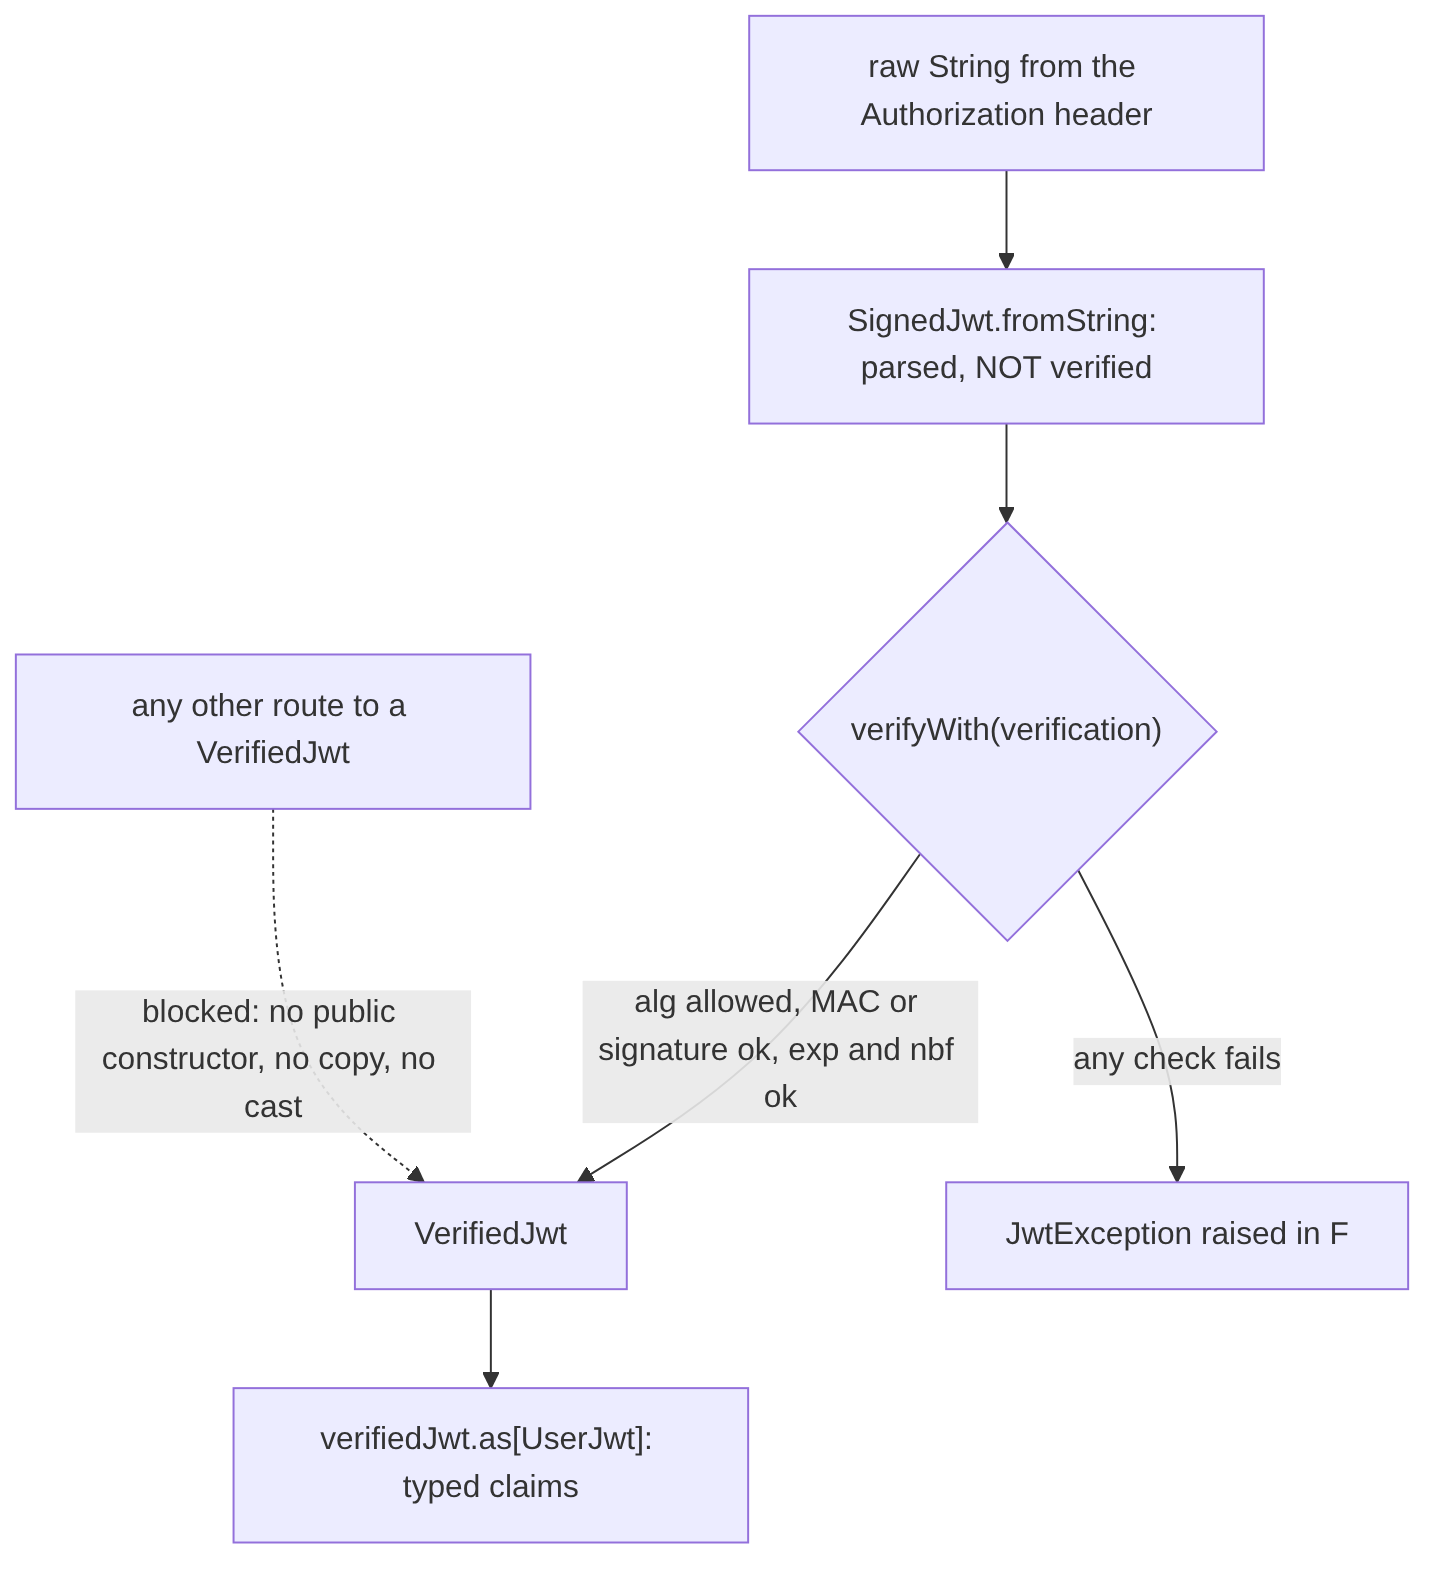 raw String from the
Authorization header
SignedJwt.fromString:
parsed, NOT verified
any other route to a
VerifiedJwt
verifyWith(verification)
blocked: no public
constructor, no copy, no
cast
alg allowed, MAC or
signature ok, exp and nbf
ok
any check fails
VerifiedJwt
JwtException raised in F
verifiedJwt.as[UserJwt]:
typed claims